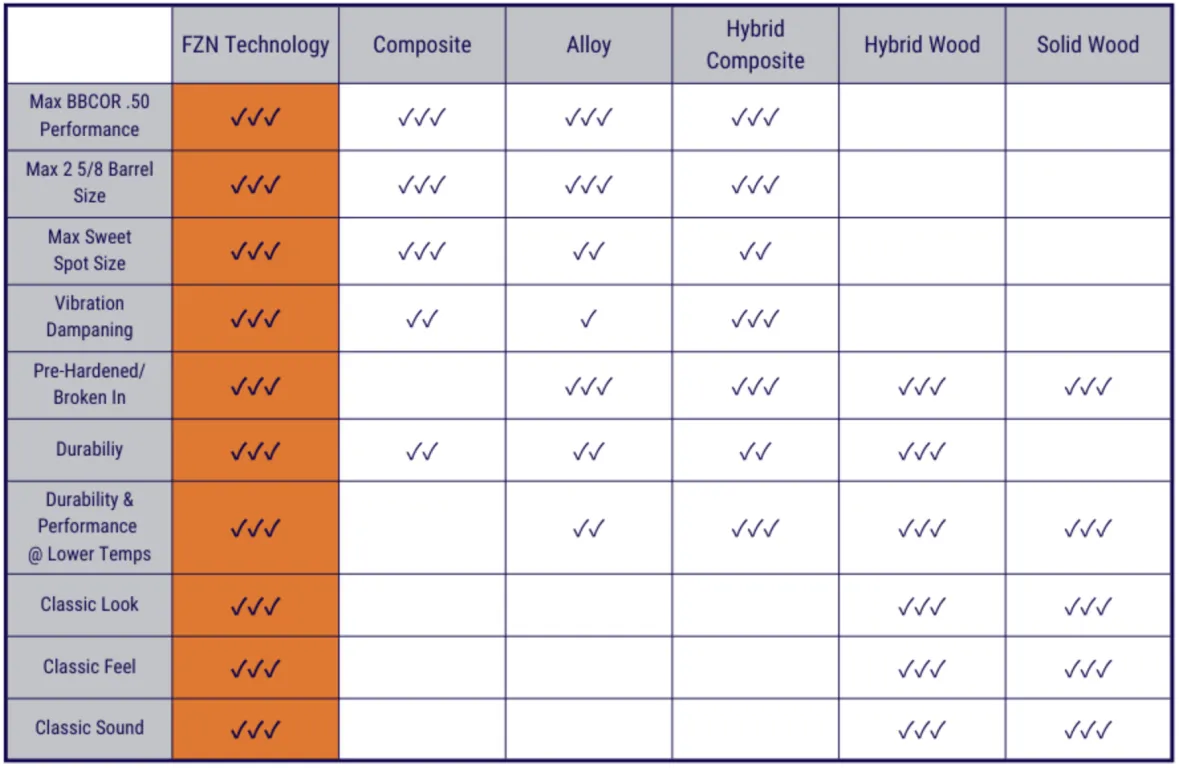 FZN Technology Composite Alloy Hybrid Composite Hybrid Wood Solid Wood
Max BBCOR .50
Performance ✓✓✓ ✓✓✓ ✓✓✓ ✓✓✓
Max 2 5/8 Barrel
Size ✓✓✓ ✓✓✓ ✓✓✓ ✓✓✓
Max Sweet
Spot Size ✓✓✓ ✓✓✓ ✓✓ ✓✓
Vibration
Dampaning ✓✓✓ ✓✓ ✓ ✓✓✓
Pre-Hardened/
Broken In ✓✓✓ ✓✓✓ ✓✓✓ ✓✓✓ ✓✓✓
Durabiliy ✓✓✓ ✓✓ ✓✓ ✓✓ ✓✓✓
Durability &
Performance
@ Lower Temps ✓✓✓ ✓✓ ✓✓✓ ✓✓✓ ✓✓✓
Classic Look ✓✓✓ ✓✓✓ ✓✓✓
Classic Feel ✓✓✓ ✓✓✓ ✓✓✓
Classic Sound ✓✓✓ ✓✓✓ ✓✓✓